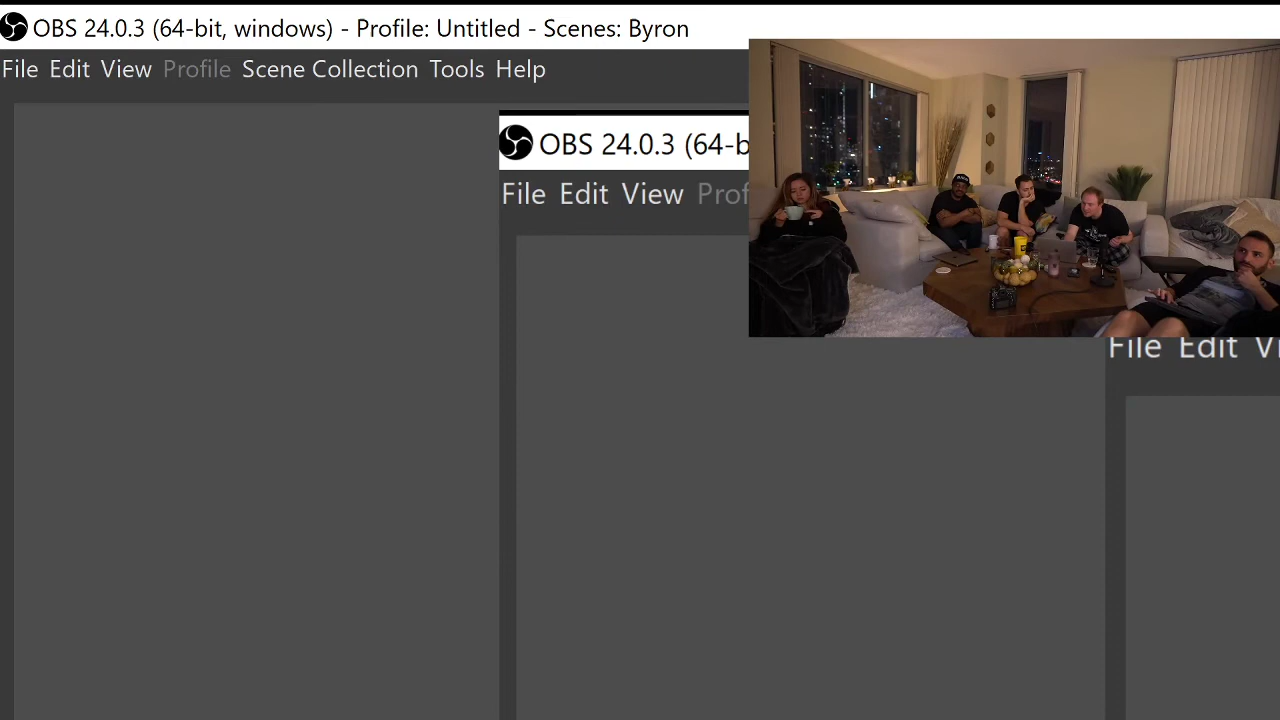 OBS 24.0.3 (64-bit, windows) - Profile: Untitled - Scenes: Byron
File Edit View Profile Scene Collection Tools Help
OBS 24.0.3 (64-b
File Edit View Prof
File Edit Vi